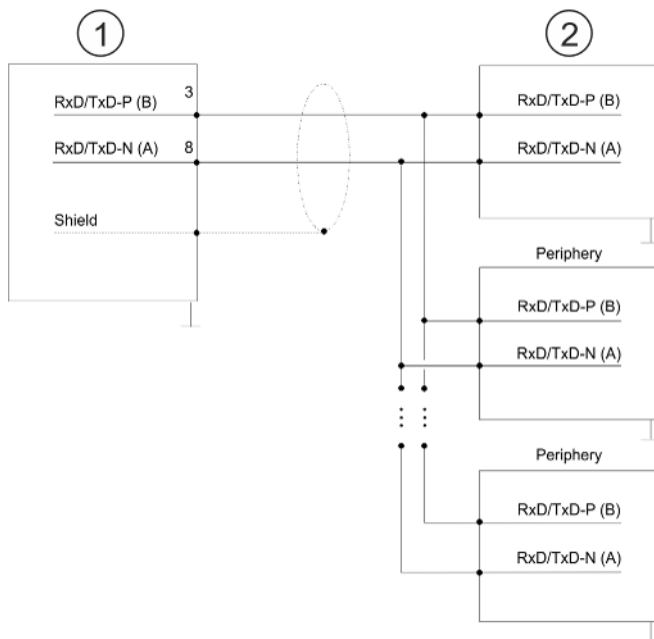 1
2
RxD/TxD-P (B)
3
RxD/TxD-N (A)
8
Shield
RxD/TxD-P (B)
RxD/TxD-N (A)
Periphery
RxD/TxD-P (B)
RxD/TxD-N (A)
Periphery
RxD/TxD-P (B)
RxD/TxD-N (A)